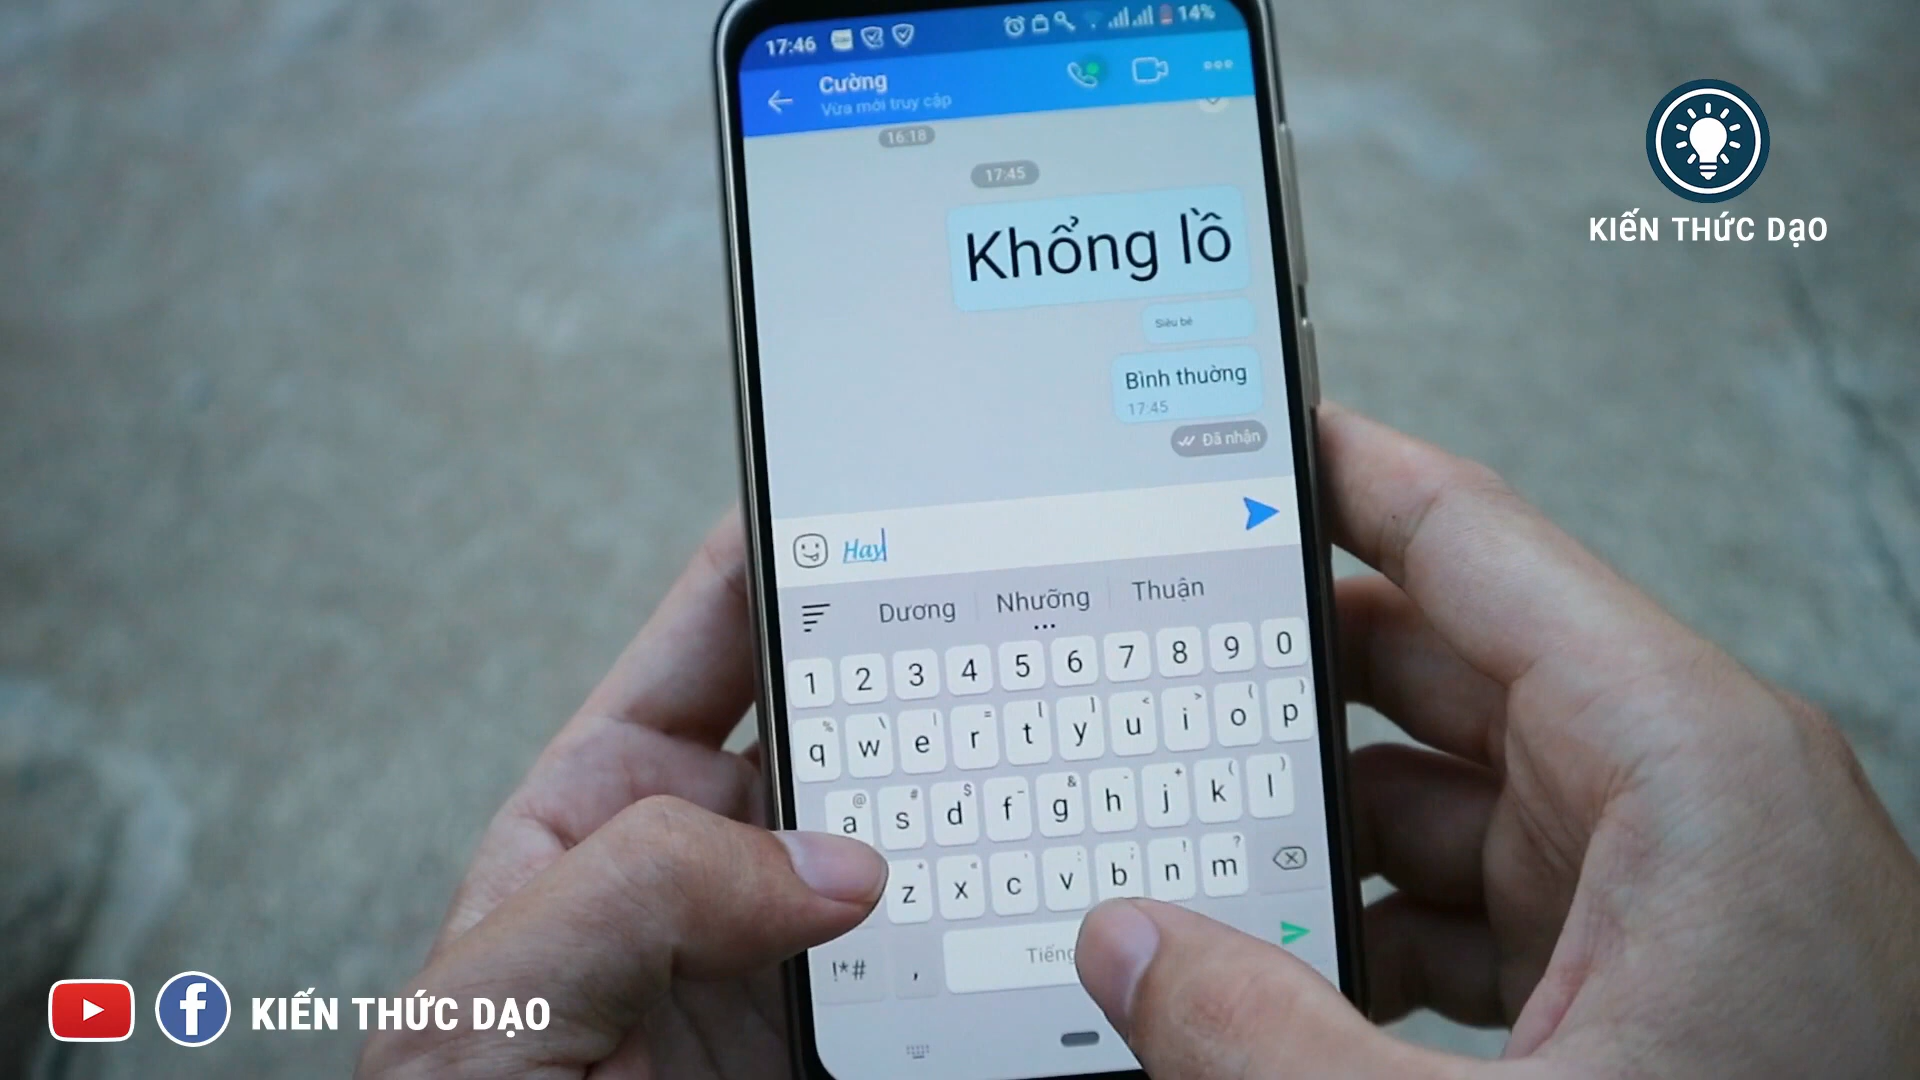 17:46
14%
Cường
Vừa mới truy cập
16:18
17:45
Khổng lồ
Siêu bé
Bình thường
17:45
Đã nhận
Hay
Dương Nhưỡng Thuận
1 2 3 4 5 6 7 8 9 0
% \ | = [ ] < > { }
q w e r t y u i o p
@ # $ - & - + ( )
a s d f g h j k l
* " ' : ; ! ?
z x c v b n m
!*# , Tiếng
KIẾN THỨC DẠO
KIẾN THỨC DẠO